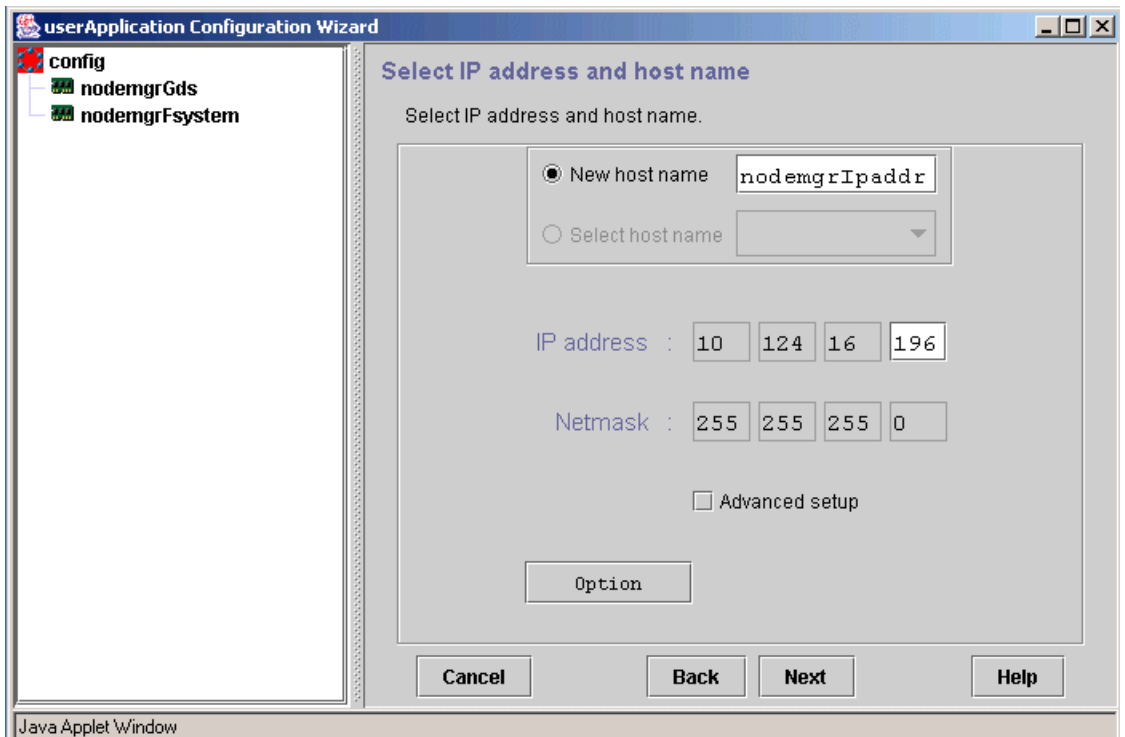 userApplication Configuration Wizard
config
nodemgrGds
nodemgrFsystem
Select IP address and host name
Select IP address and host name.
New host name nodemgrIpaddr
Select host name
IP address : 10 124 16 196
Netmask : 255 255 255 0
Advanced setup
Option
Cancel Back Next Help
Java Applet Window